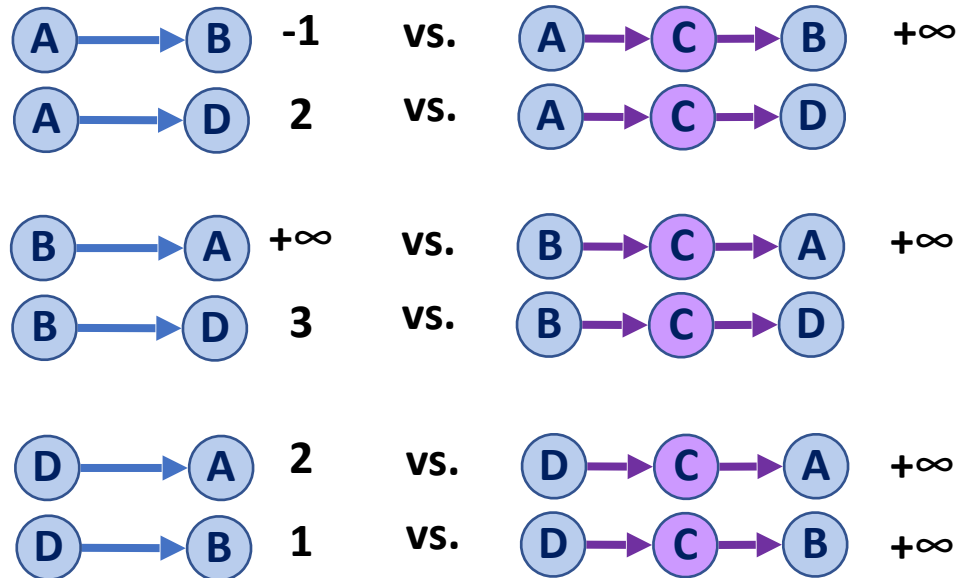 A B -1 vs. A C B +∞
A D 2 vs. A C D
B A +∞ vs. B C A +∞
B D 3 vs. B C D
D A 2 vs. D C A +∞
D B 1 vs. D C B +∞